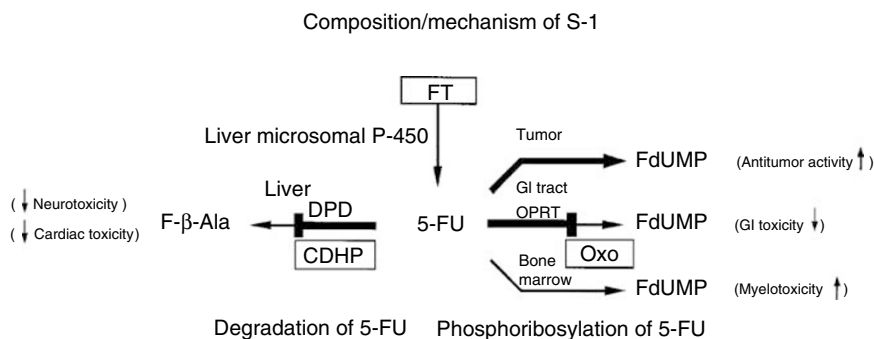 Composition/mechanism of S-1
FT
Liver microsomal P-450
Tumor
FdUMP
(Antitumor activity ↑)
Liver
GI tract
(↓ Neurotoxicity )
(↓ Cardiac toxicity)
F-β-Ala
DPD
5-FU
OPRT
FdUMP
(GI toxicity ↓)
CDHP
Oxo
Bone
marrow
FdUMP
(Myelotoxicity ↑)
Degradation of 5-FU
Phosphoribosylation of 5-FU